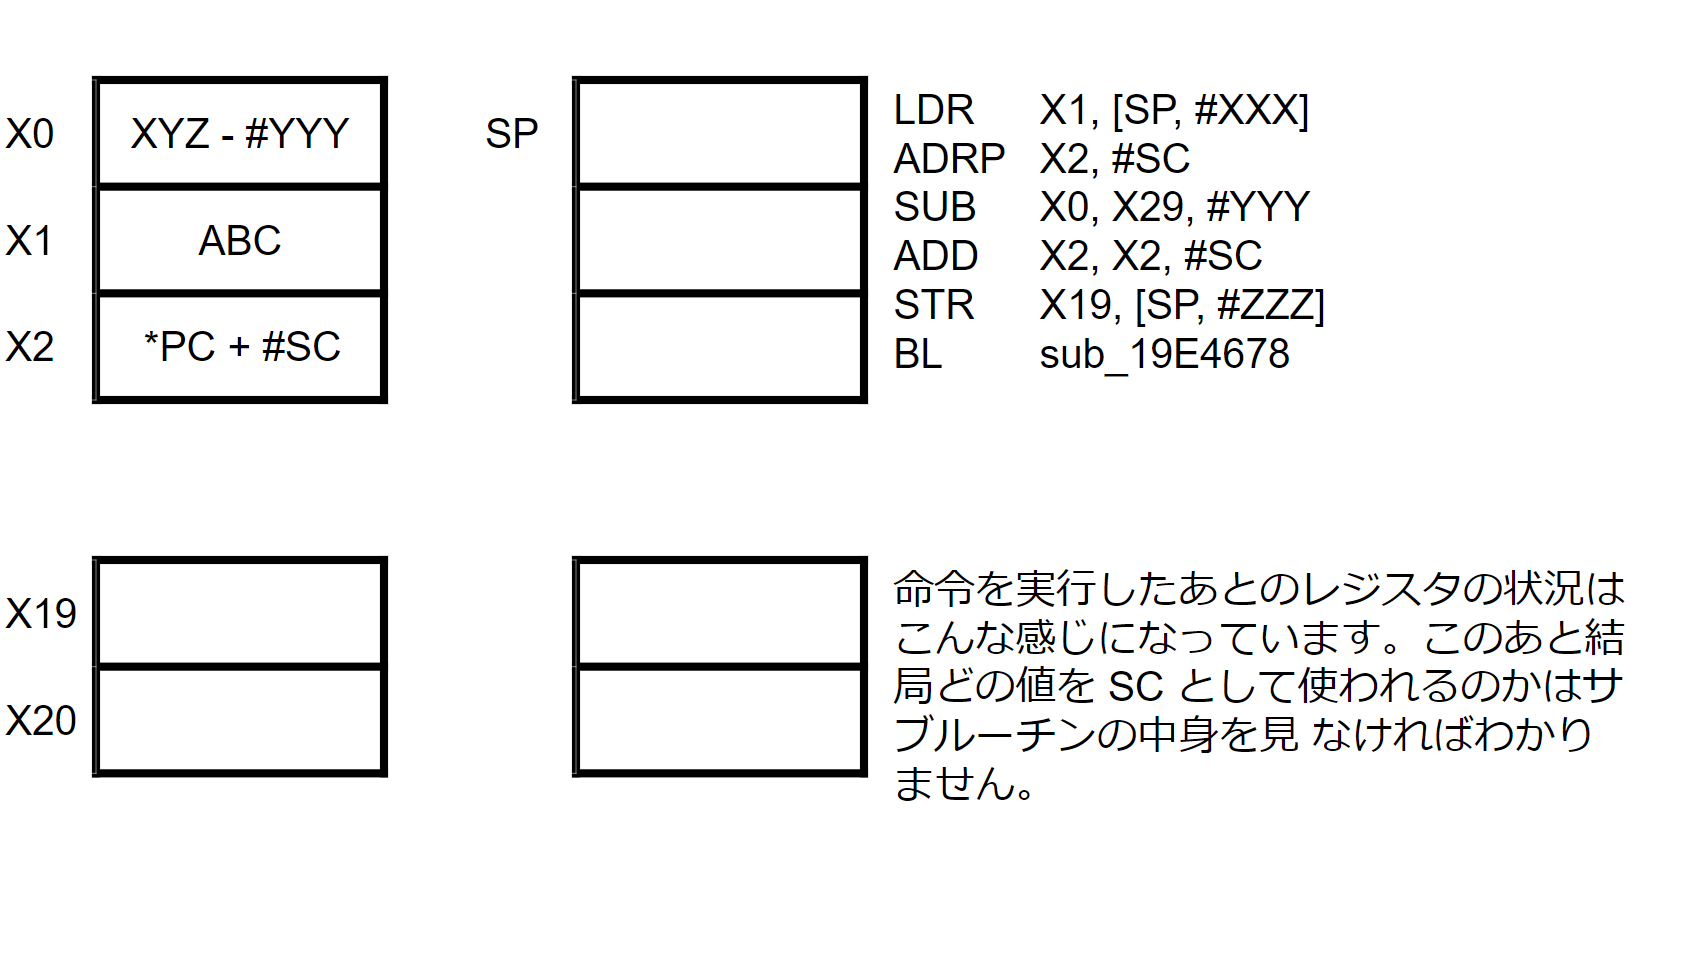 X0 XYZ - #YYY
X1 ABC
X2 *PC + #SC
SP
LDR X1, [SP, #XXX]
ADRP X2, #SC
SUB X0, X29, #YYY
ADD X2, X2, #SC
STR X19, [SP, #ZZZ]
BL sub_19E4678
X19
X20
命令を実行したあとのレジスタの状況は
こんな感じになっています。このあと結
局どの値を SC として使われるのかはサ
ブルーチンの中身を見 なければわかり
ません。